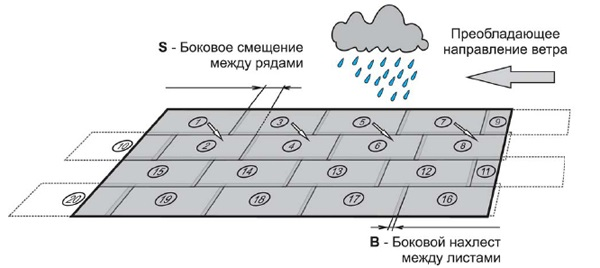 S - Боковое смещение
между рядами
Преобладающее
направление ветра
1 3 5 7 9
10 2 4 6 8
15 14 13 12 11
20 19 18 17 16
B - Боковой нахлест
между листами